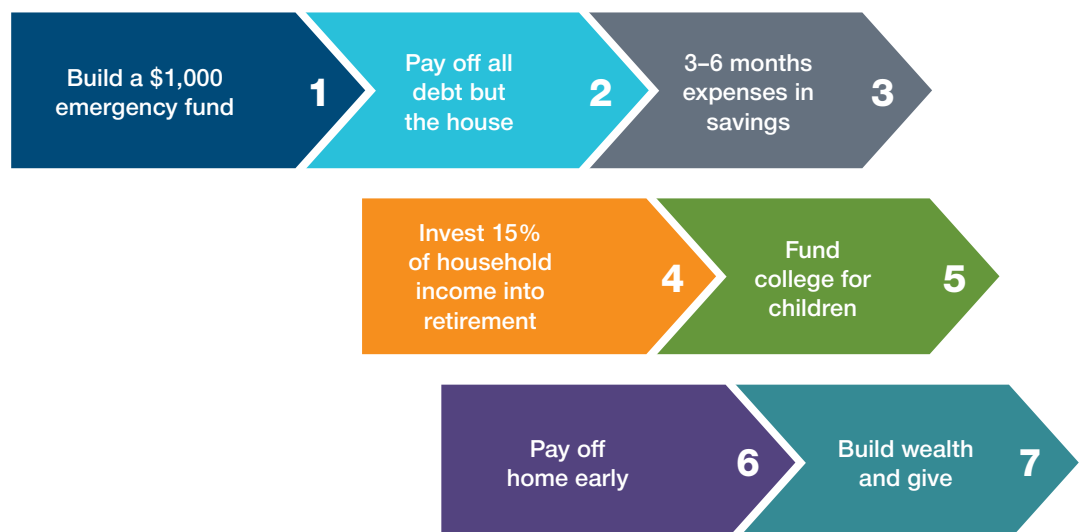 Build a $1,000
emergency fund
1
Pay off all
debt but
the house
2
3–6 months
expenses in
savings
3
Invest 15%
of household
income into
retirement
4
Fund
college for
children
5
Pay off
home early
6
Build wealth
and give
7